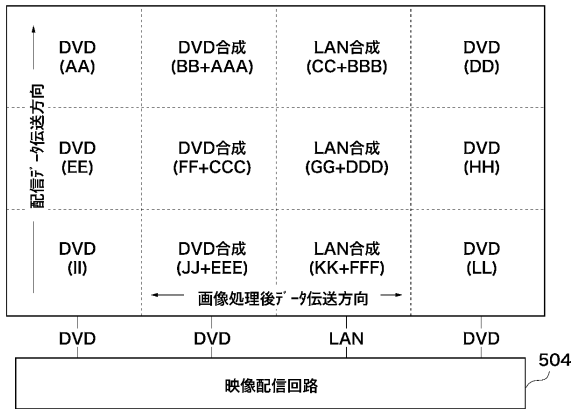 DVD
(AA)
DVD合成
(BB+AAA)
LAN合成
(CC+BBB)
DVD
(DD)
配信ﾃﾞｰﾀ伝送方向
DVD
(EE)
DVD合成
(FF+CCC)
LAN合成
(GG+DDD)
DVD
(HH)
DVD
(II)
DVD合成
(JJ+EEE)
LAN合成
(KK+FFF)
DVD
(LL)
画像処理後ﾃﾞｰﾀ伝送方向
DVD
DVD
LAN
DVD
504
映像配信回路